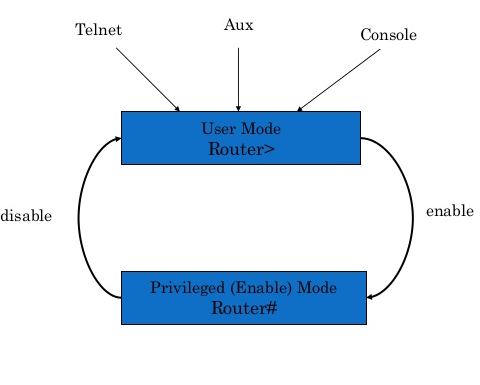 Telnet
Aux
Console
User Mode
Router>
disable
enable
Privileged (Enable) Mode
Router#